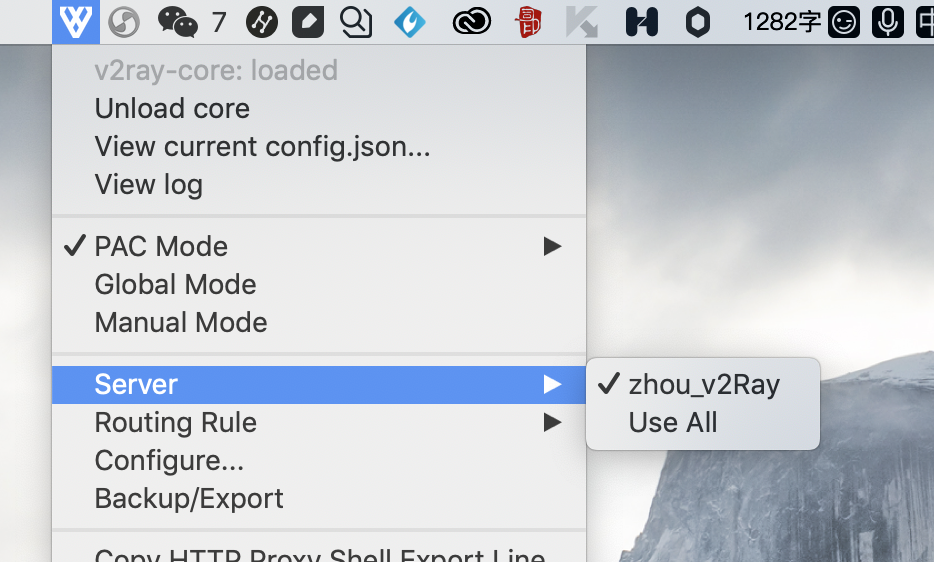 7
1282字
中
v2ray-core: loaded
Unload core
View current config.json...
View log
PAC Mode
Global Mode
Manual Mode
Server
zhou_v2Ray
Routing Rule
Use All
Configure...
Backup/Export
Copy HTTP Proxy Shell Export Line